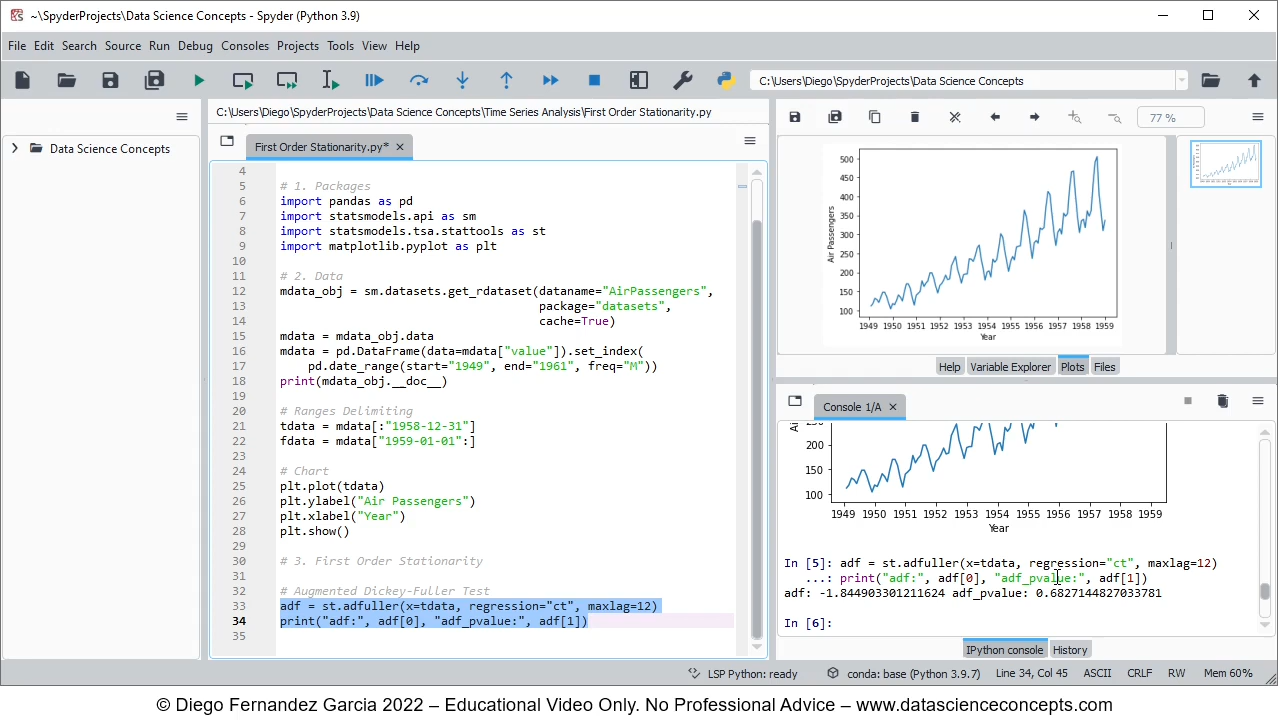 ~\SpyderProjects\Data Science Concepts - Spyder (Python 3.9)
File Edit Search Source Run Debug Consoles Projects Tools View Help
C:\Users\Diego\SpyderProjects\Data Science Concepts
Data Science Concepts
C:\Users\Diego\SpyderProjects\Data Science Concepts\Time Series Analysis\First Order Stationarity.py
First Order Stationarity.py*
4
5 # 1. Packages
6 import pandas as pd
7 import statsmodels.api as sm
8 import statsmodels.tsa.stattools as st
9 import matplotlib.pyplot as plt
10
11 # 2. Data
12 mdata_obj = sm.datasets.get_rdataset(dataname="AirPassengers",
13 package="datasets",
14 cache=True)
15 mdata = mdata_obj.data
16 mdata = pd.DataFrame(data=mdata["value"]).set_index(
17 pd.date_range(start="1949", end="1961", freq="M"))
18 print(mdata_obj.__doc__)
19
20 # Ranges Delimiting
21 tdata = mdata[:"1958-12-31"]
22 fdata = mdata["1959-01-01":]
23
24 # Chart
25 plt.plot(tdata)
26 plt.ylabel("Air Passengers")
27 plt.xlabel("Year")
28 plt.show()
29
30 # 3. First Order Stationarity
31
32 # Augmented Dickey-Fuller Test
33 adf = st.adfuller(x=tdata, regression="ct", maxlag=12)
34 print("adf:", adf[0], "adf_pvalue:", adf[1])
35
77 %
500
450
400
350
300
250
200
150
100
Air Passengers
1949 1950 1951 1952 1953 1954 1955 1956 1957 1958 1959
Year
Help Variable Explorer Plots Files
Console 1/A
200
150
100
1949 1950 1951 1952 1953 1954 1955 1956 1957 1958 1959
Year
In [5]: adf = st.adfuller(x=tdata, regression="ct", maxlag=12)
...: print("adf:", adf[0], "adf_pvalue:", adf[1])
adf: -1.844903301211624 adf_pvalue: 0.6827144827033781
In [6]:
IPython console History
LSP Python: ready conda: base (Python 3.9.7) Line 34, Col 45 ASCII CRLF RW Mem 60%
© Diego Fernandez Garcia 2022 – Educational Video Only. No Professional Advice – www.datascienceconcepts.com